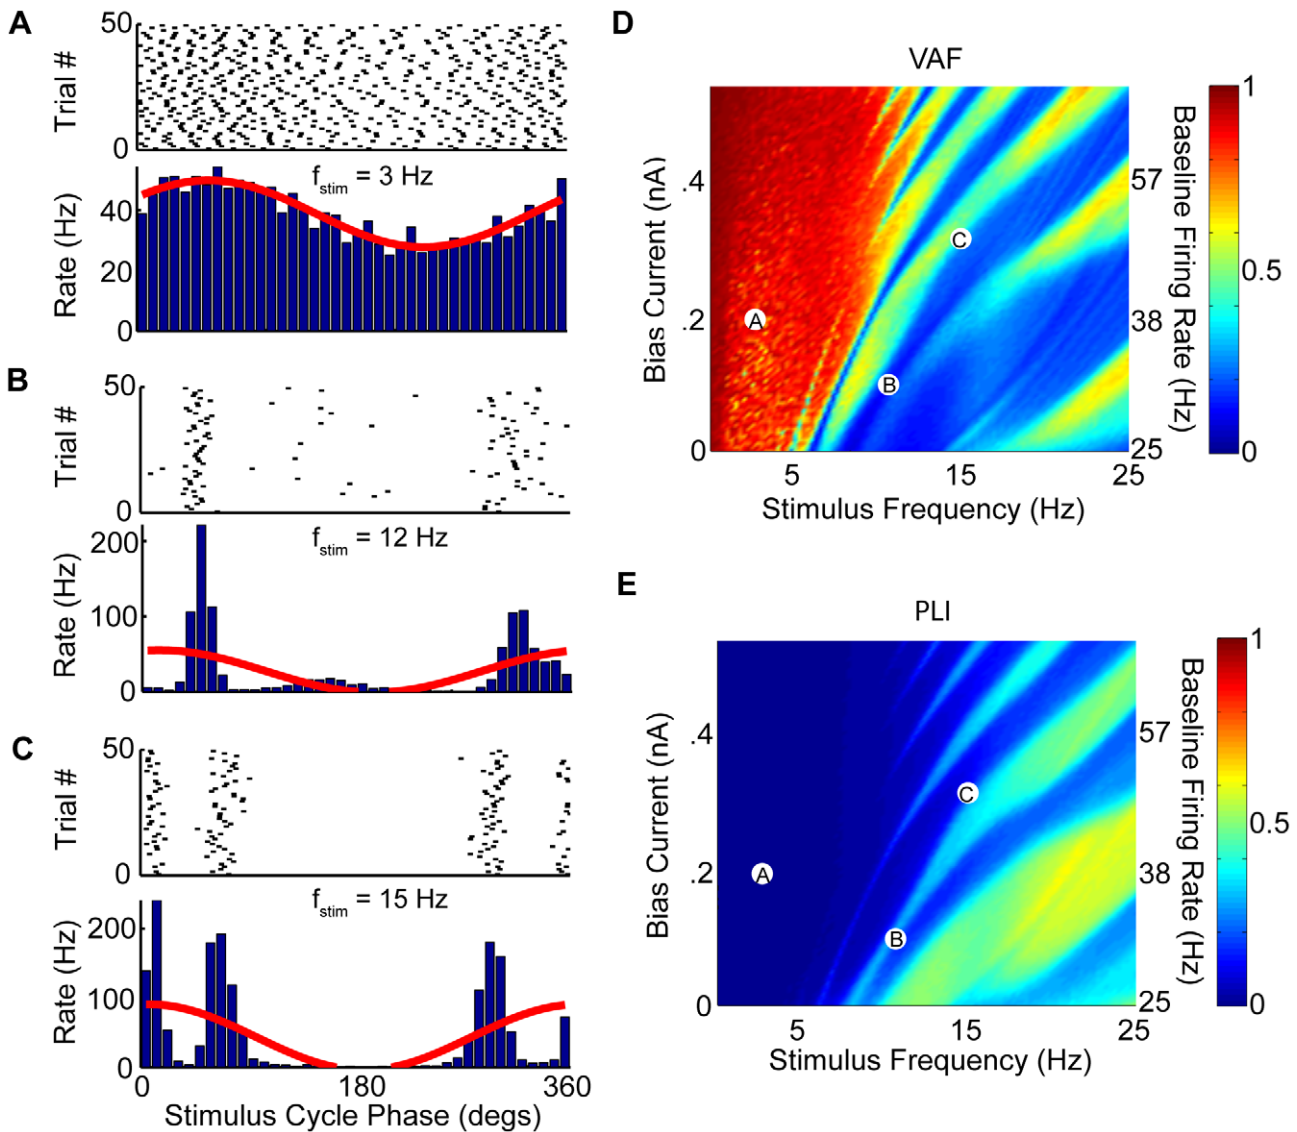 A
Trial #
50
0
f_stim = 3 Hz
Rate (Hz)
40
20
0
B
Trial #
50
0
f_stim = 12 Hz
Rate (Hz)
200
100
0
C
Trial #
50
0
f_stim = 15 Hz
Rate (Hz)
200
100
0
0 180 360
Stimulus Cycle Phase (degs)
D
VAF
Bias Current (nA)
.4
.2
0
A
B
C
5 15 25
Stimulus Frequency (Hz)
57
38
25
Baseline Firing Rate (Hz)
1
0.5
0
E
PLI
Bias Current (nA)
.4
.2
0
A
B
C
5 15 25
Stimulus Frequency (Hz)
57
38
25
Baseline Firing Rate (Hz)
1
0.5
0